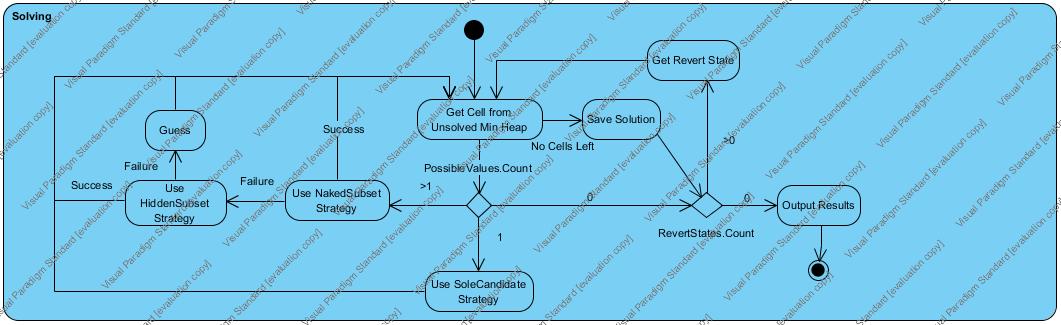 Solving
Get Revert State
Get Cell from
Unsolved Min Heap
Save Solution
Guess
Success
No Cells Left
>0
Failure
PossibleValues.Count
Success
Use
HiddenSubset
Strategy
Failure
Use NakedSubset
Strategy
>1
0
0
Output Results
RevertStates.Count
1
Use SoleCandidate
Strategy
Visual Paradigm Standard [evaluation copy]